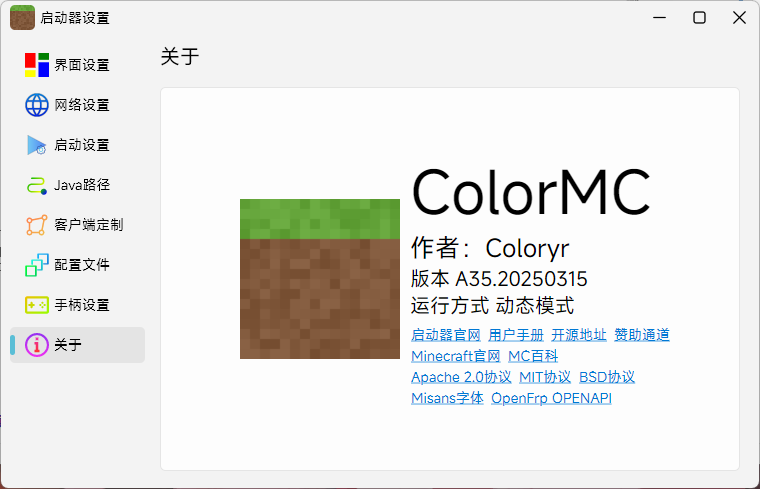 启动器设置
界面设置
网络设置
启动设置
Java路径
客户端定制
配置文件
手柄设置
关于
关于
ColorMC
作者：Coloryr
版本 A35.20250315
运行方式 动态模式
启动器官网 用户手册 开源地址 赞助通道
Minecraft官网 MC百科
Apache 2.0协议 MIT协议 BSD协议
Misans字体 OpenFrp OPENAPI